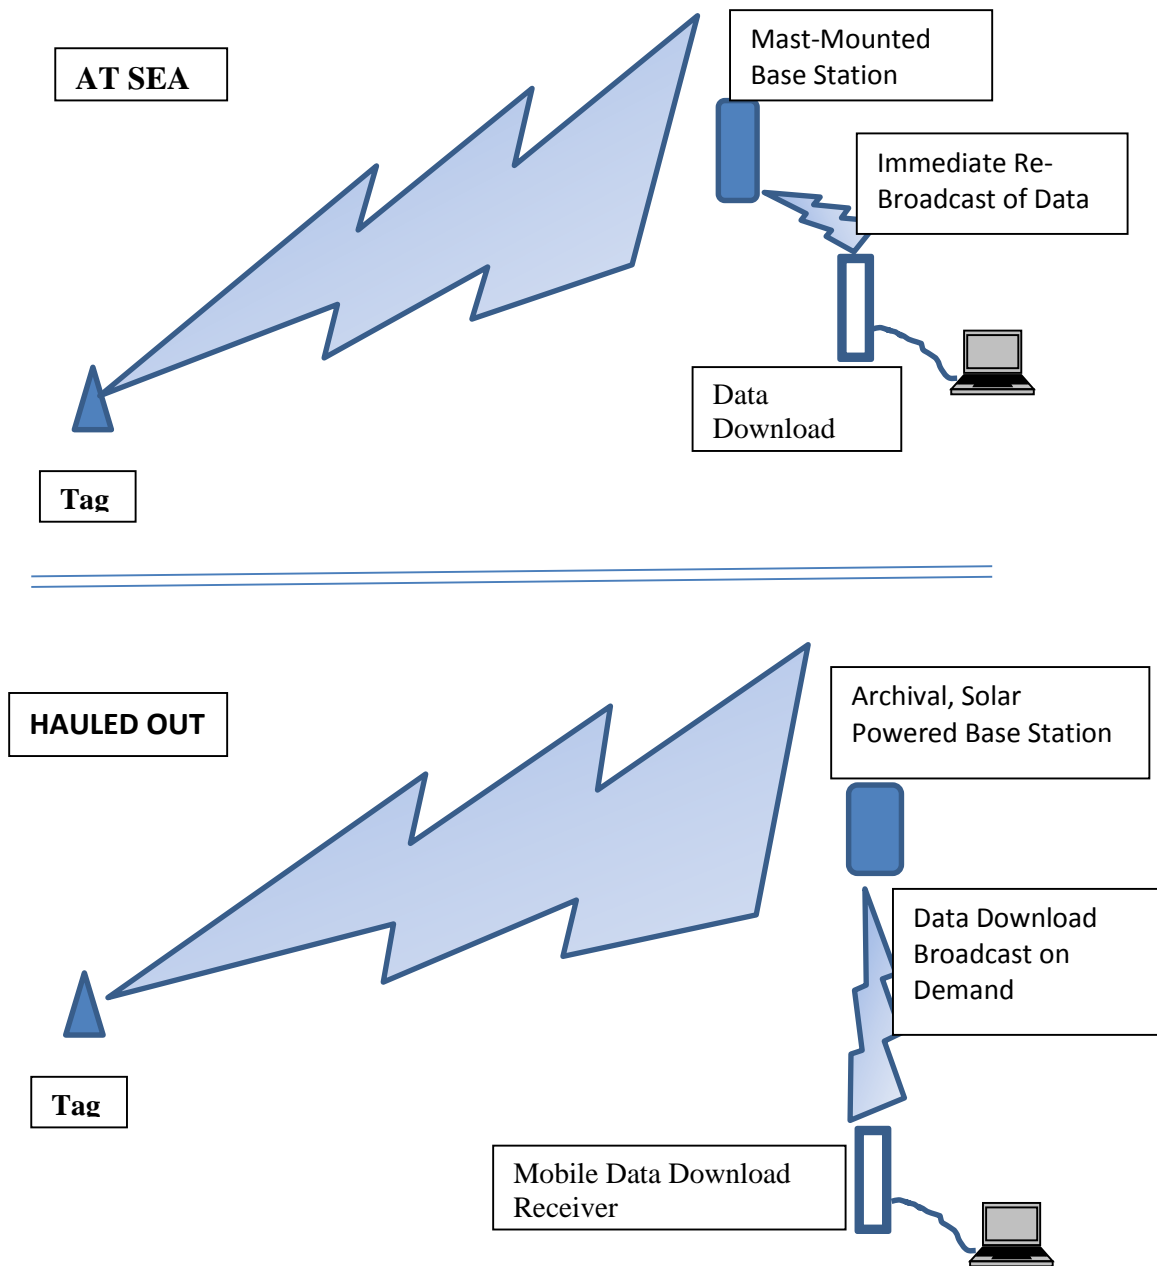 AT SEA
Mast-Mounted
Base Station
Immediate Re-
Broadcast of Data
Data
Download
Tag
HAULED OUT
Archival, Solar
Powered Base Station
Data Download
Broadcast on
Demand
Tag
Mobile Data Download
Receiver